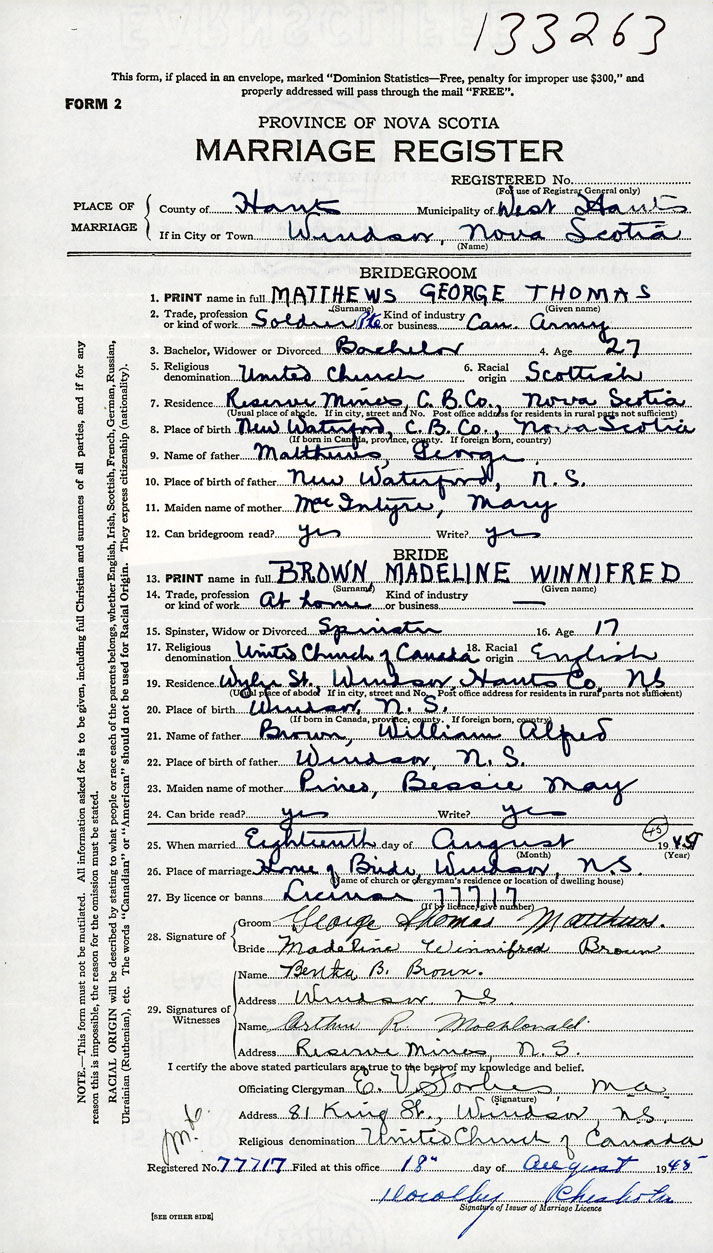 133263
This form, if placed in an envelope, marked "Dominion Statistics—Free, penalty for improper use $300," and
properly addressed will pass through the mail "FREE".
FORM 2
PROVINCE OF NOVA SCOTIA
MARRIAGE REGISTER
REGISTERED No.
(For use of Registrar General only)
PLACE OF MARRIAGE
County of Hants Municipality of West Hants
If in City or Town Windsor, Nova Scotia
(Name)
BRIDEGROOM
1. PRINT name in full MATTHEWS GEORGE THOMAS
(Surname) (Given name)
2. Trade, profession or kind of work Soldier Pte. Kind of industry or business Can. Army
3. Bachelor, Widower or Divorced Bachelor 4. Age 27
5. Religious denomination United Church 6. Racial origin Scottish
7. Residence Reserve Mines, C.B.Co., Nova Scotia
(Usual place of abode. If in city, street and No. Post office address for residents in rural parts not sufficient)
8. Place of birth New Waterford, C.B.Co., Nova Scotia
(If born in Canada, province, county. If foreign born, country)
9. Name of father Matthews, George
10. Place of birth of father New Waterford, N.S.
11. Maiden name of mother MacIntyre, Mary
12. Can bridegroom read? yes Write? yes
BRIDE
13. PRINT name in full BROWN, MADELINE WINNIFRED
(Surname) (Given name)
14. Trade, profession or kind of work At home Kind of industry or business —
15. Spinster, Widow or Divorced Spinster 16. Age 17
17. Religious denomination United Church of Canada 18. Racial origin English
19. Residence Wylie St., Windsor, Hants Co, NS
(Usual place of abode. If in city, street and No. Post office address for residents in rural parts not sufficient)
20. Place of birth Windsor, N.S.
(If born in Canada, province, county. If foreign born, country)
21. Name of father Brown, William Alfred
22. Place of birth of father Windsor, N.S.
23. Maiden name of mother Pineo, Bessie May
24. Can bride read? yes Write? yes
25. When married Eighteenth day of August 1945
45
(Month) (Year)
26. Place of marriage Home of Bride, Windsor, N.S.
(Name of church or clergyman's residence or location of dwelling house)
27. By licence or banns License 77717
(If by licence, give number)
28. Signature of
Groom George Thomas Matthews.
Bride Madeline Winnifred Brown
29. Signatures of Witnesses
Name Bertha B. Brown.
Address Windsor NS.
Name Arthur R. MacDonald
Address Reserve Mines, N.S.
I certify the above stated particulars are true to the best of my knowledge and belief.
Officiating Clergyman E. V. Forbes, M.A.
(Signature)
Address 81 King St., Windsor, N.S.
Religious denomination United Church of Canada
Registered No. 77717 Filed at this office 18th day of August 1945
Dorothy Chisholm
Signature of Issuer of Marriage Licence
[SEE OTHER SIDE]
NOTE.—This form must not be mutilated. All information asked for is to be given, including full Christian and surnames of all parties, and if for any
reason this is impossible, the reason for the omission must be stated.
RACIAL ORIGIN will be described by stating to what people or race each of the parents belongs, whether English, Irish, Scottish, French, German, Russian,
Ukrainian (Ruthenian), etc. The words "Canadian" or "American" should not be used for Racial Origin. They express citizenship (nationality).